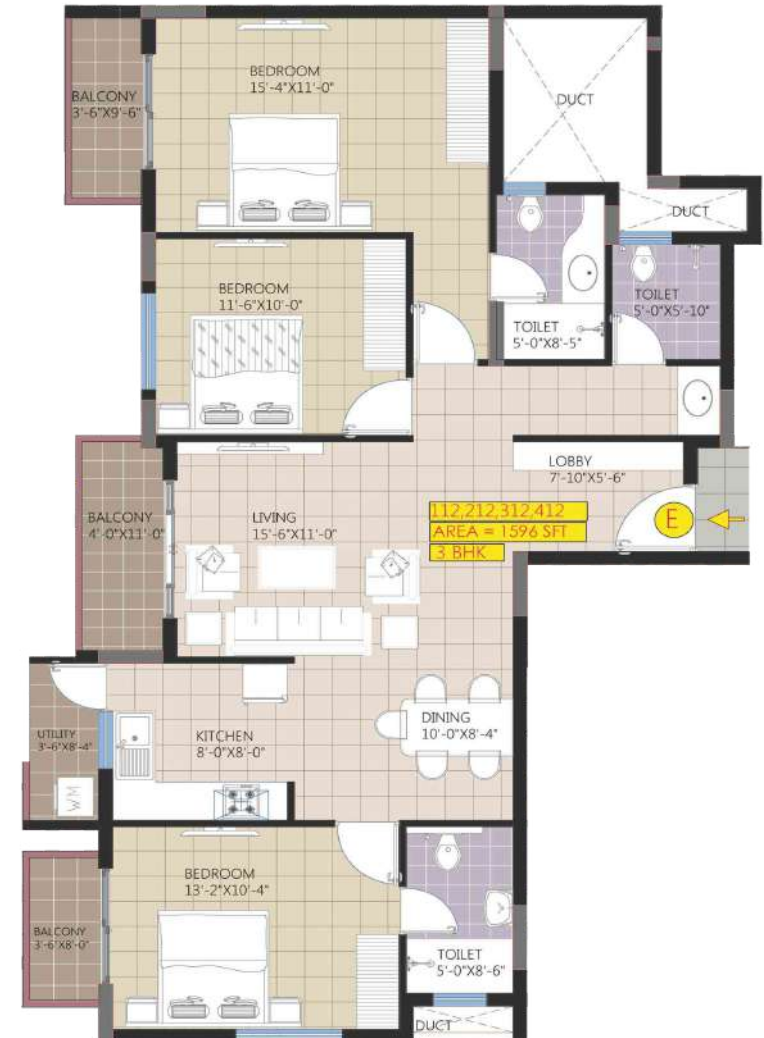 BEDROOM
15'-4"X11'-0"
BALCONY
3'-6"X9'-6"
DUCT
DUCT
BEDROOM
11'-6"X10'-0"
TOILET
5'-0"X5'-10"
TOILET
5'-0"X8'-5"
LOBBY
7'-10"X5'-6"
BALCONY
4'-0"X11'-0"
LIVING
15'-6"X11'-0"
112,212,312,412
AREA = 1596 SFT
3 BHK
E
UTILITY
3'-6"X8'-4"
KITCHEN
8'-0"X8'-0"
DINING
10'-0"X8'-4"
WM
BEDROOM
13'-2"X10'-4"
BALCONY
3'-6"X8'-0"
TOILET
5'-0"X8'-6"
DUCT